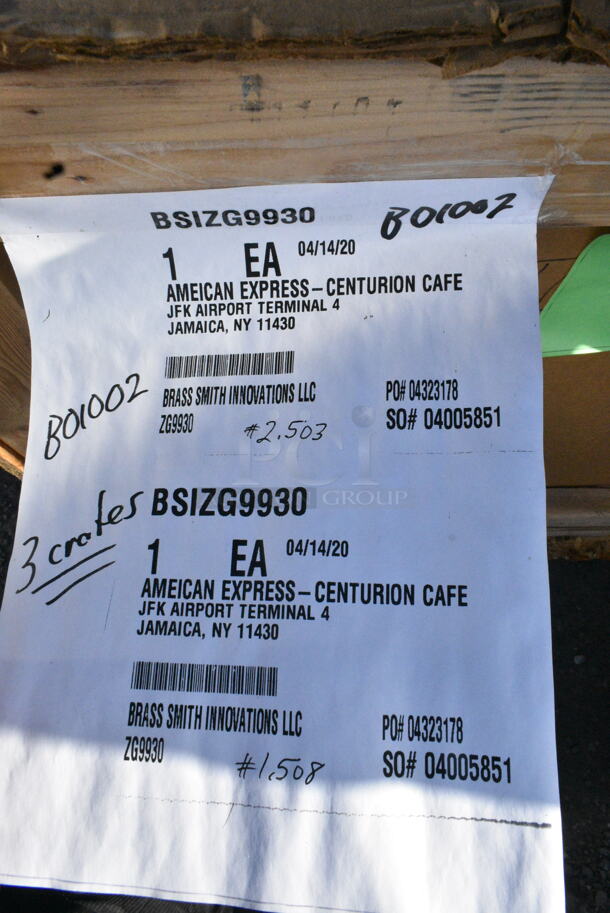 BSIZG9930 B01002
1 EA 04/14/20
AMEICAN EXPRESS-CENTURION CAFE
JFK AIRPORT TERMINAL 4
JAMAICA, NY 11430
B01002
BRASS SMITH INNOVATIONS LLC PO# 04323178
ZG9930 #2.503 SO# 04005851
PCI
GROUP
3 crates
BSIZG9930
1 EA 04/14/20
AMEICAN EXPRESS-CENTURION CAFE
JFK AIRPORT TERMINAL 4
JAMAICA, NY 11430
BRASS SMITH INNOVATIONS LLC PO# 04323178
ZG9930 #1,508 SO# 04005851